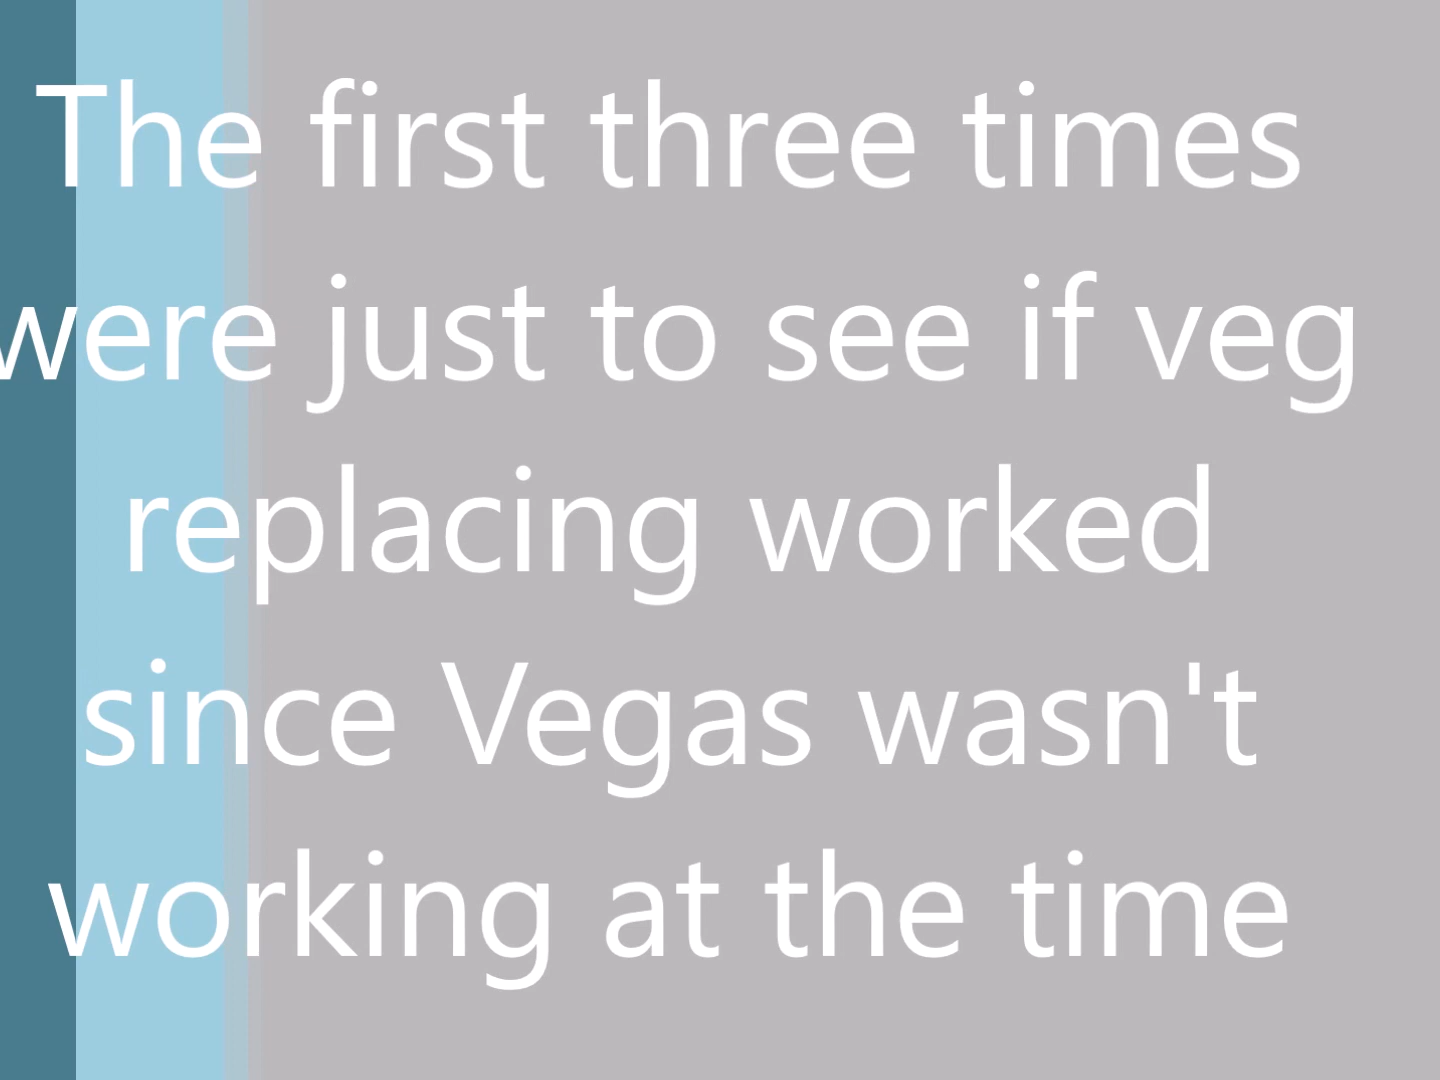 The first three times
were just to see if veg
replacing worked
since Vegas wasn't
working at the time